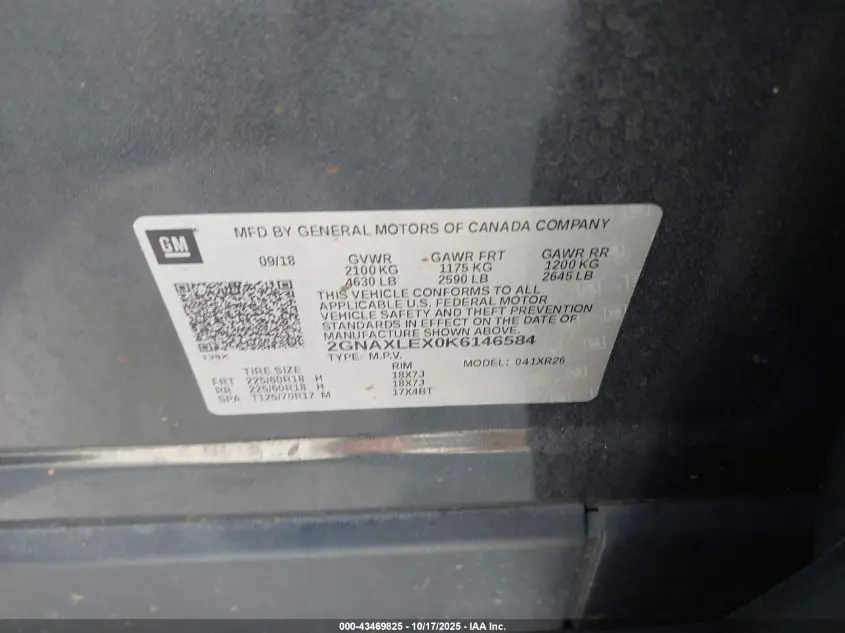 GM
MFD BY GENERAL MOTORS OF CANADA COMPANY
09/18 GVWR GAWR FRT GAWR RR
2100 KG 1175 KG 1200 KG
4630 LB 2590 LB 2645 LB
THIS VEHICLE CONFORMS TO ALL
APPLICABLE U.S. FEDERAL MOTOR
VEHICLE SAFETY AND THEFT PREVENTION
STANDARDS IN EFFECT ON THE DATE OF
MANUFACTURE SHOWN ABOVE.
2GNAXLEX0K6146584
139X TYPE: M.P.V. MODEL: 041XR26
TIRE SIZE RIM
FRT 225/60R18 H 18X7J
RR 225/60R18 H 18X7J
SPA T125/70R17 M 17X4BT
000-43469825 - 10/17/2025 - IAA Inc.